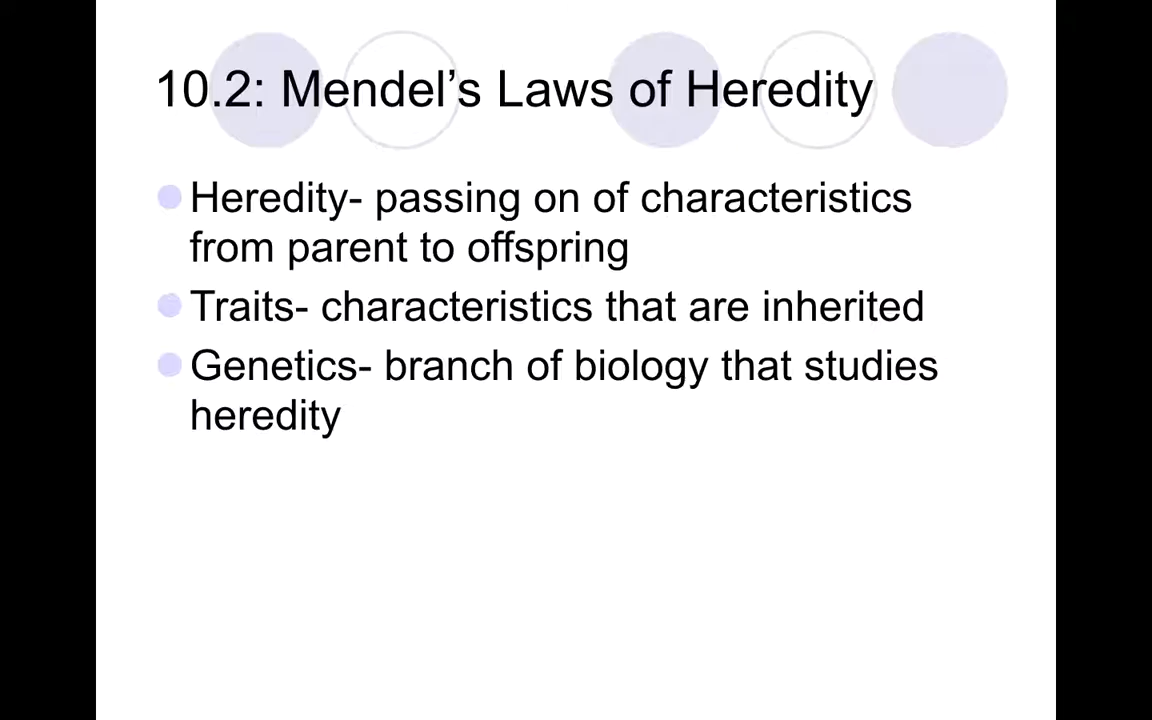 10.2: Mendel’s Laws of Heredity
Heredity- passing on of characteristics
from parent to offspring
Traits- characteristics that are inherited
Genetics- branch of biology that studies
heredity